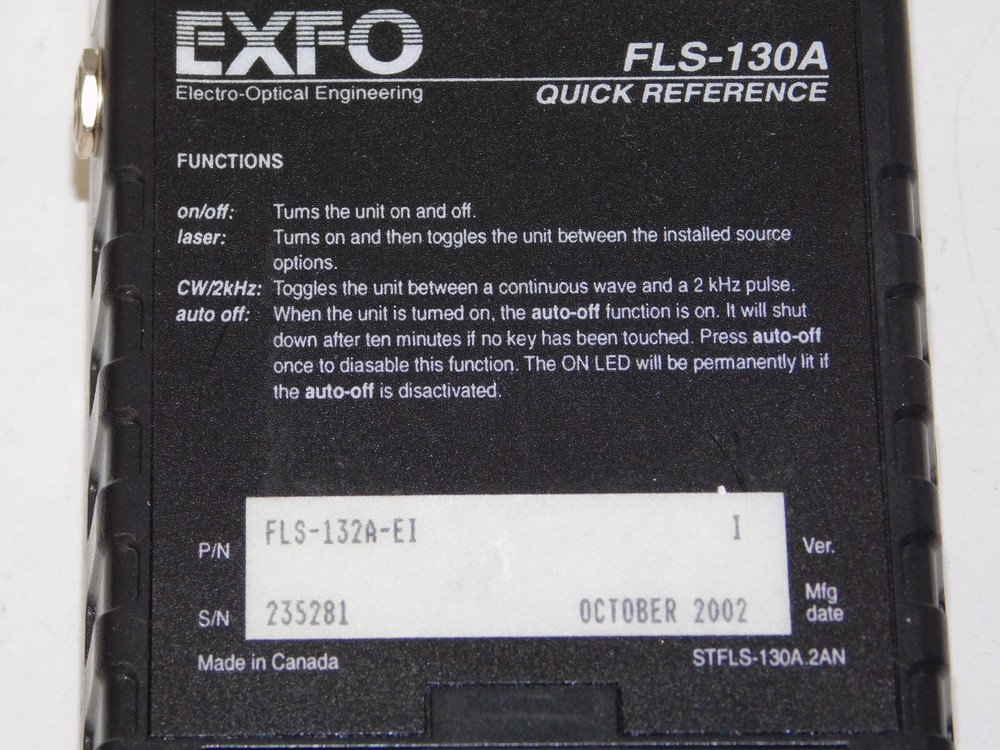 EXFO
FLS-130A
Electro-Optical Engineering
QUICK REFERENCE
FUNCTIONS
on/off: Turns the unit on and off.
laser: Turns on and then toggles the unit between the installed source
options.
CW/2kHz: Toggles the unit between a continuous wave and a 2 kHz pulse.
auto off: When the unit is turned on, the auto-off function is on. It will shut
down after ten minutes if no key has been touched. Press auto-off
once to diasable this function. The ON LED will be permanently lit if
the auto-off is disactivated.
P/N FLS-132A-EI I Ver.
S/N 235281 OCTOBER 2002 Mfg
date
Made in Canada STFLS-130A.2AN